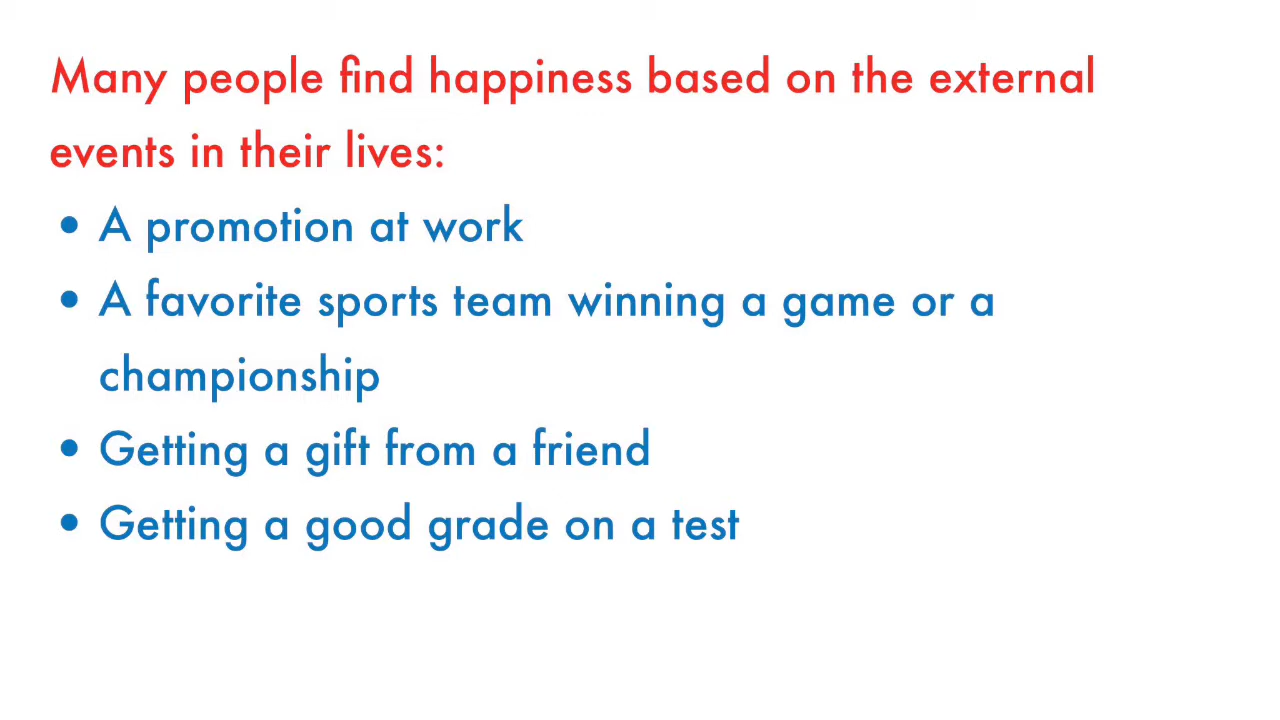 Many people find happiness based on the external
events in their lives:
• A promotion at work
• A favorite sports team winning a game or a
championship
• Getting a gift from a friend
• Getting a good grade on a test